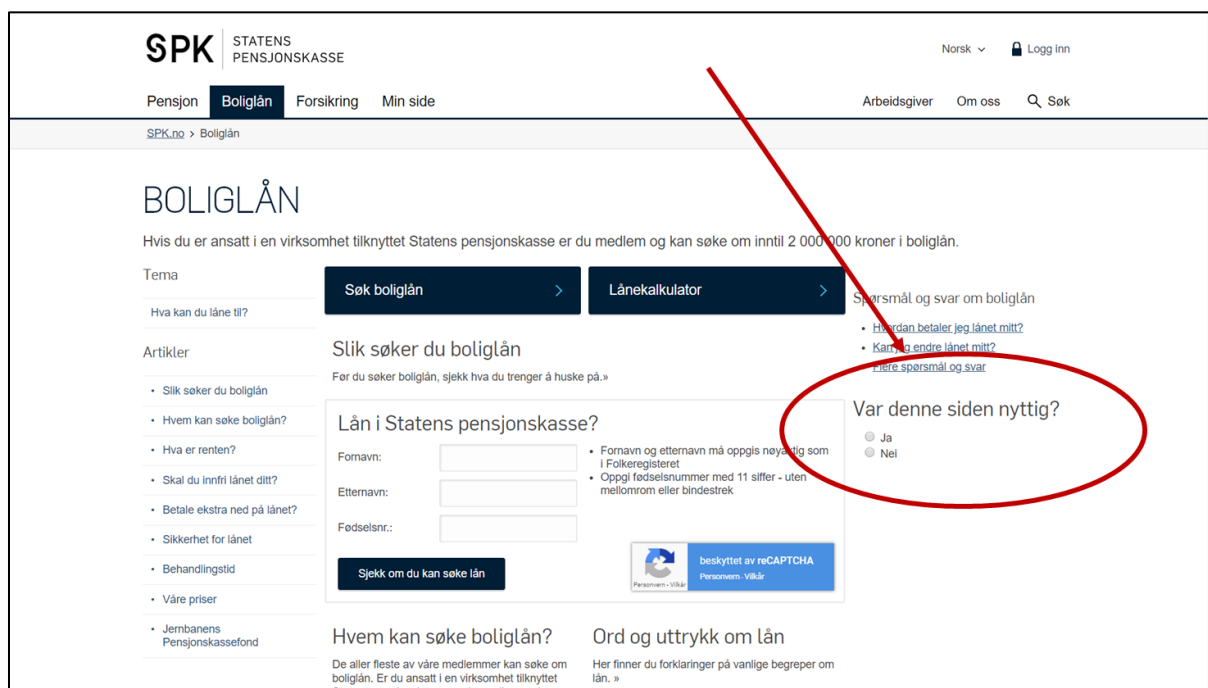 SPK STATENS
PENSJONSKASSE
Norsk
Logg inn
Pensjon Boliglån Forsikring Min side
Arbeidsgiver Om oss Søk
SPK.no > Boliglån
BOLIGLÅN
Hvis du er ansatt i en virksomhet tilknyttet Statens pensjonskasse er du medlem og kan søke om inntil 2 000 000 kroner i boliglån.
Tema
Hva kan du låne til?
Artikler
• Slik søker du boliglån
• Hvem kan søke boliglån?
• Hva er renten?
• Skal du innfri lånet ditt?
• Betale ekstra ned på lånet?
• Sikkerhet for lånet
• Behandlingstid
• Våre priser
• Jernbanens
Pensjonskassefond
Søk boliglån >
Lånekalkulator >
Slik søker du boliglån
Før du søker boliglån, sjekk hva du trenger å huske på.»
Lån i Statens pensjonskasse?
Fornavn:
Etternavn:
Fødselsnr.:
• Fornavn og etternavn må oppgis nøyaktig som
i Folkeregisteret
• Oppgi fødselsnummer med 11 siffer - uten
mellomrom eller bindestrek
Sjekk om du kan søke lån
Personvern - Vilkår
beskyttet av reCAPTCHA
Personvern - Vilkår
Hvem kan søke boliglån?
De aller fleste av våre medlemmer kan søke om
boliglån. Er du ansatt i en virksomhet tilknyttet
Ord og uttrykk om lån
Her finner du forklaringer på vanlige begreper om
lån. »
Spørsmål og svar om boliglån
• Hvordan betaler jeg lånet mitt?
• Kan jeg endre lånet mitt?
Flere spørsmål og svar
Var denne siden nyttig?
Ja
Nei